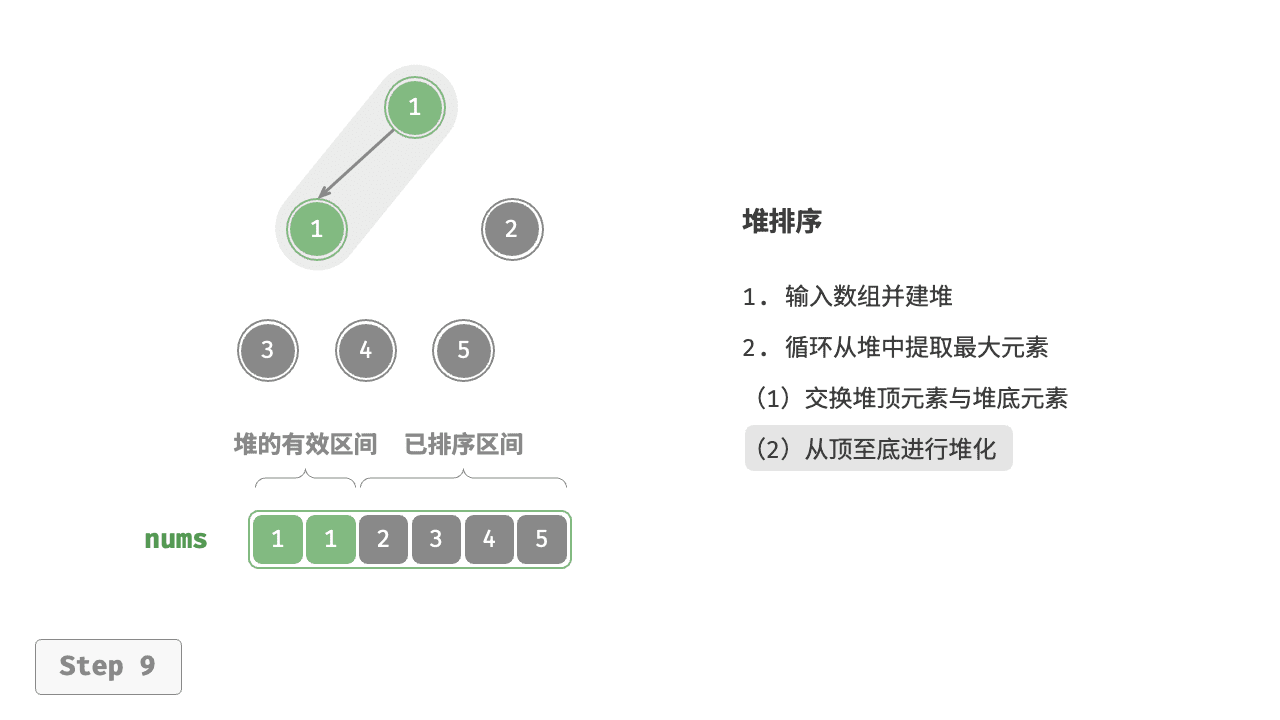 1
1
2
3 4 5
堆的有效区间 已排序区间
nums 1 1 2 3 4 5
Step 9
堆排序
1. 输入数组并建堆
2. 循环从堆中提取最大元素
（1）交换堆顶元素与堆底元素
（2）从顶至底进行堆化